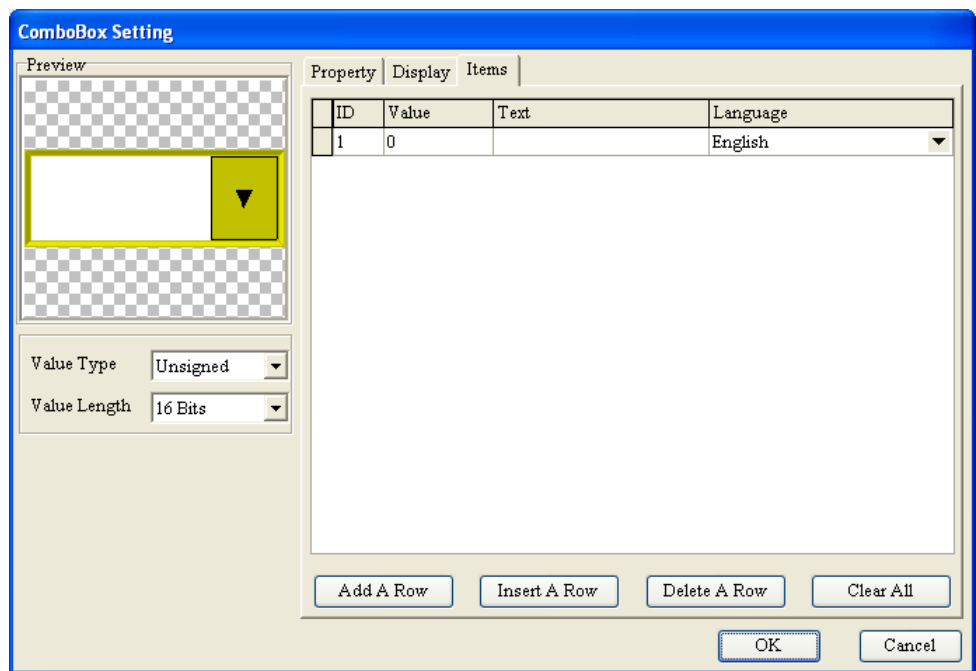 ComboBox Setting
Preview
Property Display Items
ID Value Text Language
1 0 English
Value Type Unsigned
Value Length 16 Bits
Add A Row Insert A Row Delete A Row Clear All
OK Cancel